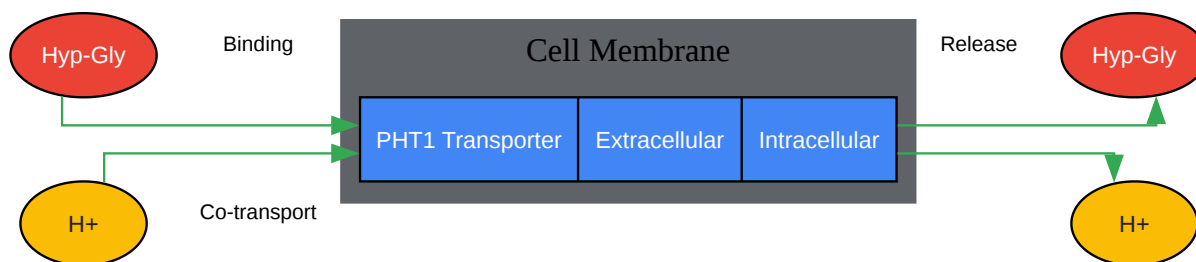 Hyp-Gly
Binding
Cell Membrane
Release
Hyp-Gly
PHT1 Transporter
Extracellular
Intracellular
H+
Co-transport
H+